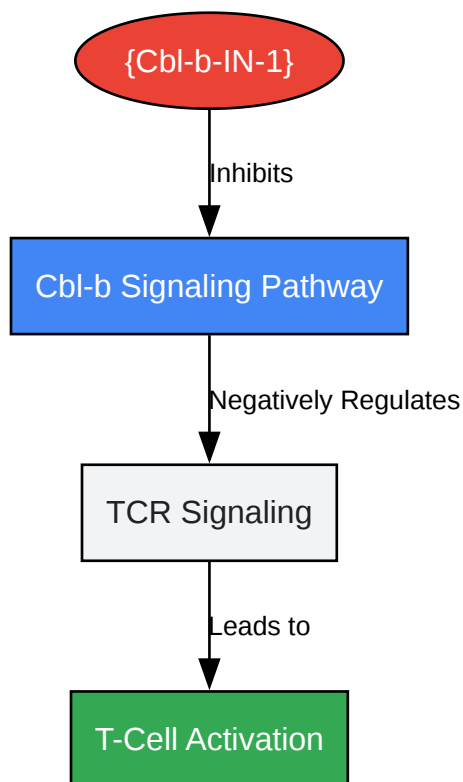 {Cbl-b-IN-1}
Inhibits
Cbl-b Signaling Pathway
Negatively Regulates
TCR Signaling
Leads to
T-Cell Activation